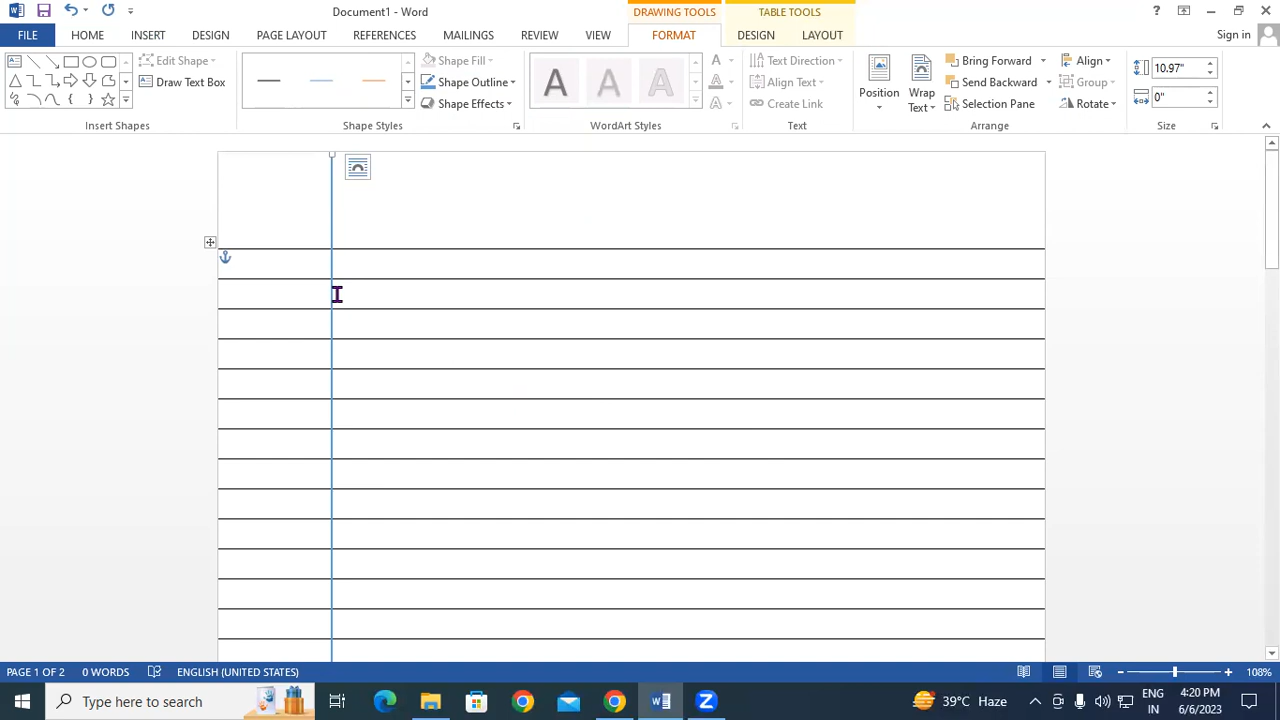 Document1 - Word
DRAWING TOOLS
TABLE TOOLS
?
FILE
HOME
INSERT
DESIGN
PAGE LAYOUT
REFERENCES
MAILINGS
REVIEW
VIEW
FORMAT
DESIGN
LAYOUT
Sign in
Edit Shape
Draw Text Box
Insert Shapes
Shape Fill
Shape Outline
Shape Effects
Shape Styles
A A A
A
A
A
WordArt Styles
Text Direction
Align Text
Create Link
Text
Position
Wrap
Text
Bring Forward
Send Backward
Selection Pane
Align
Group
Rotate
Arrange
10.97"
0"
Size
PAGE 1 OF 2
0 WORDS
ENGLISH (UNITED STATES)
108%
Type here to search
39°C Haze
ENG
IN
4:20 PM
6/6/2023